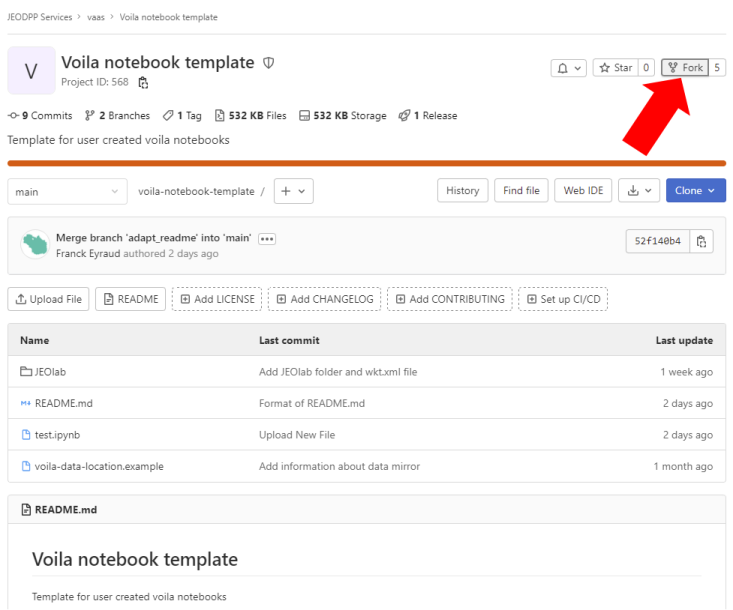 JEODPP Services > vaas > Voila notebook template
V
Voila notebook template
Project ID: 568
Star 0
Fork 5
9 Commits 2 Branches 1 Tag 532 KB Files 532 KB Storage 1 Release
Template for user created voila notebooks
main voila-notebook-template / + History Find file Web IDE Clone
Merge branch 'adapt_readme' into 'main'
Franck Eyraud authored 2 days ago
52f140b4
Upload File README Add LICENSE Add CHANGELOG Add CONTRIBUTING Set up CI/CD
Name Last commit Last update
JEOlab Add JEOlab folder and wkt.xml file 1 week ago
README.md Format of README.md 2 days ago
test.ipynb Upload New File 2 days ago
voila-data-location.example Add information about data mirror 1 month ago
README.md
Voila notebook template
Template for user created voila notebooks